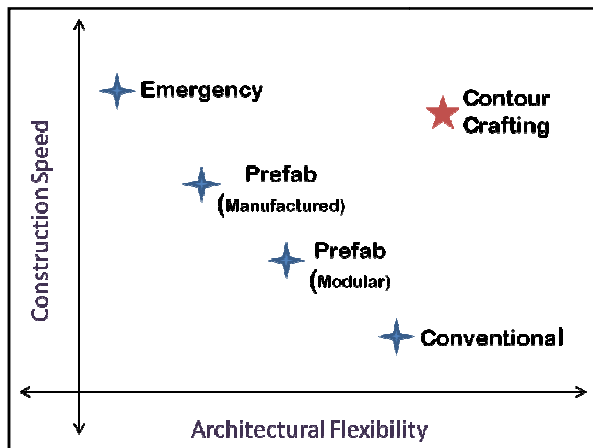 Emergency
Contour
Crafting
Prefab
(Manufactured)
Prefab
(Modular)
Conventional
Construction Speed
Architectural Flexibility